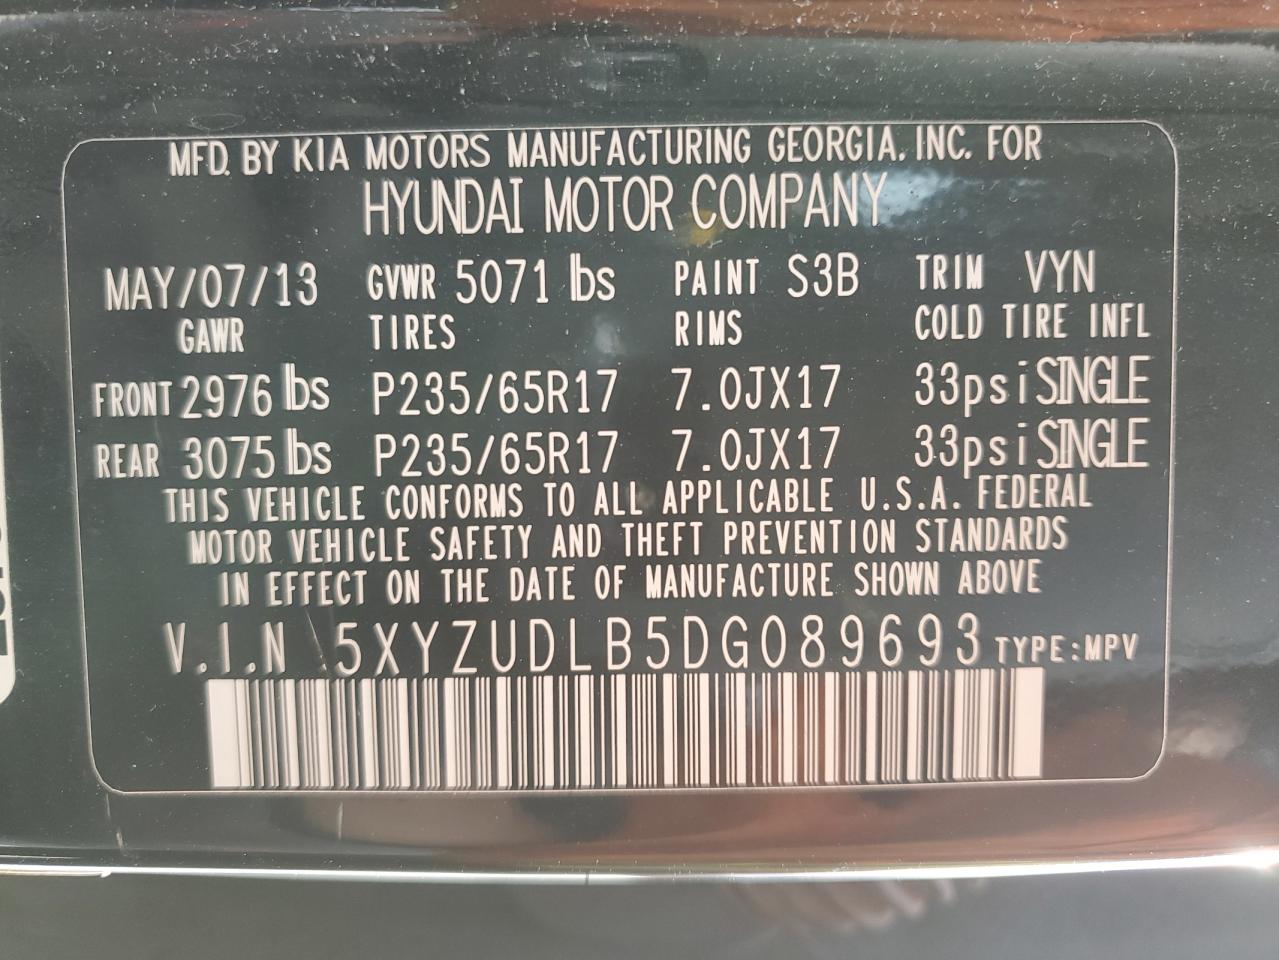 MFD. BY KIA MOTORS MANUFACTURING GEORGIA, INC. FOR
HYUNDAI MOTOR COMPANY
MAY/07/13 GVWR 5071 lbs PAINT S3B TRIM VYN
GAWR TIRES RIMS COLD TIRE INFL
FRONT 2976 lbs P235/65R17 7.0JX17 33psi SINGLE
REAR 3075 lbs P235/65R17 7.0JX17 33psi SINGLE
THIS VEHICLE CONFORMS TO ALL APPLICABLE U.S.A. FEDERAL
MOTOR VEHICLE SAFETY AND THEFT PREVENTION STANDARDS
IN EFFECT ON THE DATE OF MANUFACTURE SHOWN ABOVE
V.I.N 5XYZUDLB5DG089693 TYPE:MPV